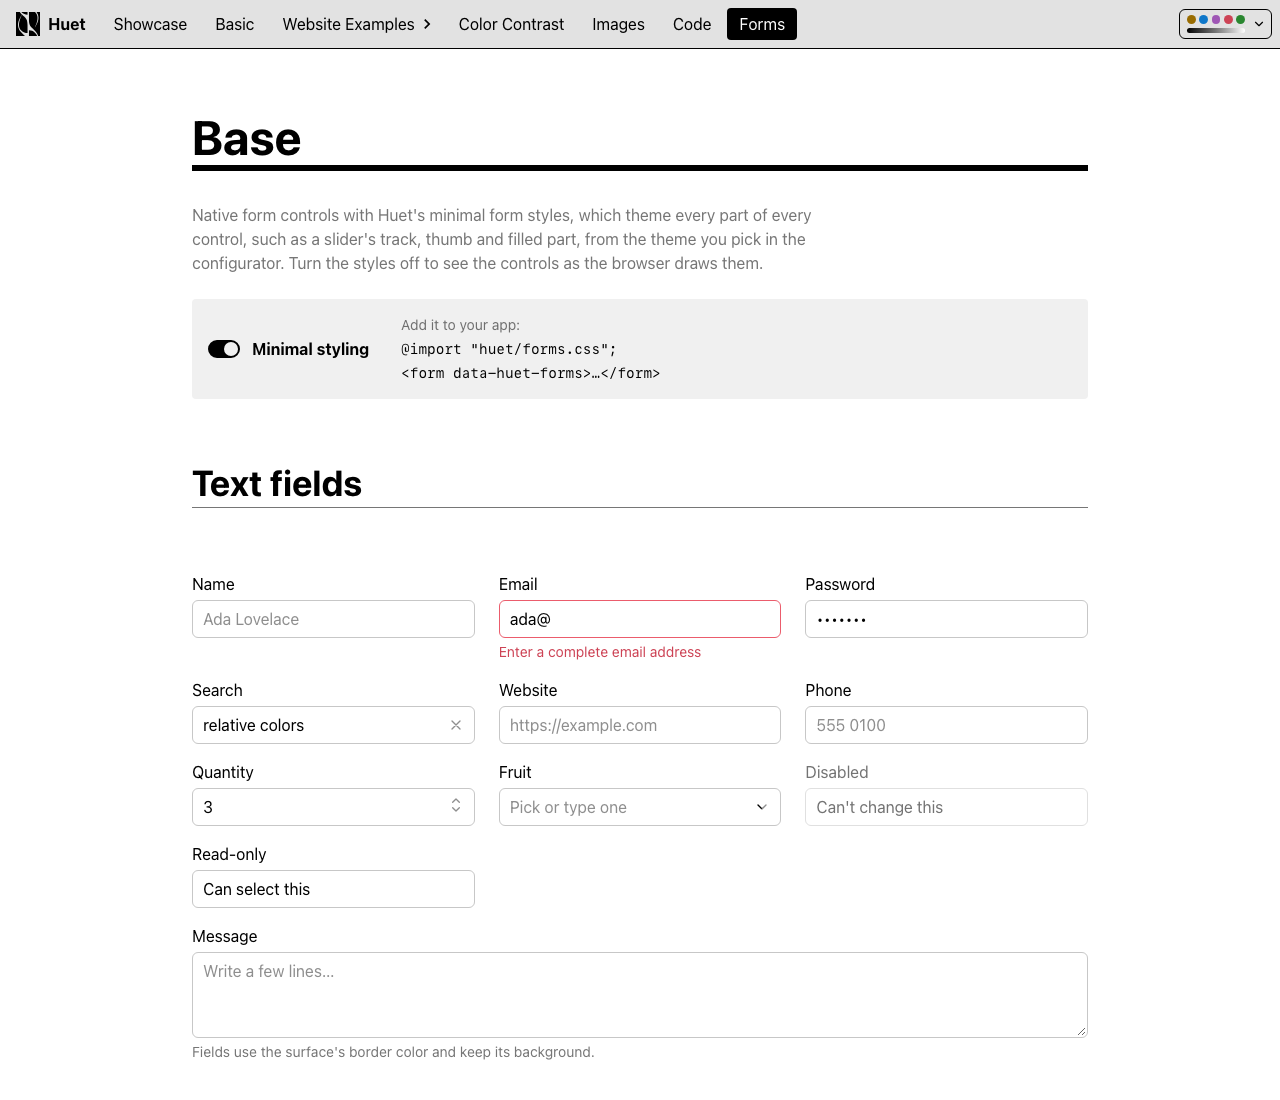 Huet Showcase Basic Website Examples Color Contrast Images Code Forms
Base
Native form controls with Huet's minimal form styles, which theme every part of every
control, such as a slider's track, thumb and filled part, from the theme you pick in the
configurator. Turn the styles off to see the controls as the browser draws them.
Minimal styling
Add it to your app:
@import "huet/forms.css";
<form data-huet-forms>…</form>
Text fields
Name Email Password
Ada Lovelace ada@ •••••••
Enter a complete email address
Search Website Phone
relative colors https://example.com 555 0100
Quantity Fruit Disabled
3 Pick or type one Can't change this
Read-only
Can select this
Message
Write a few lines...
Fields use the surface's border color and keep its background.